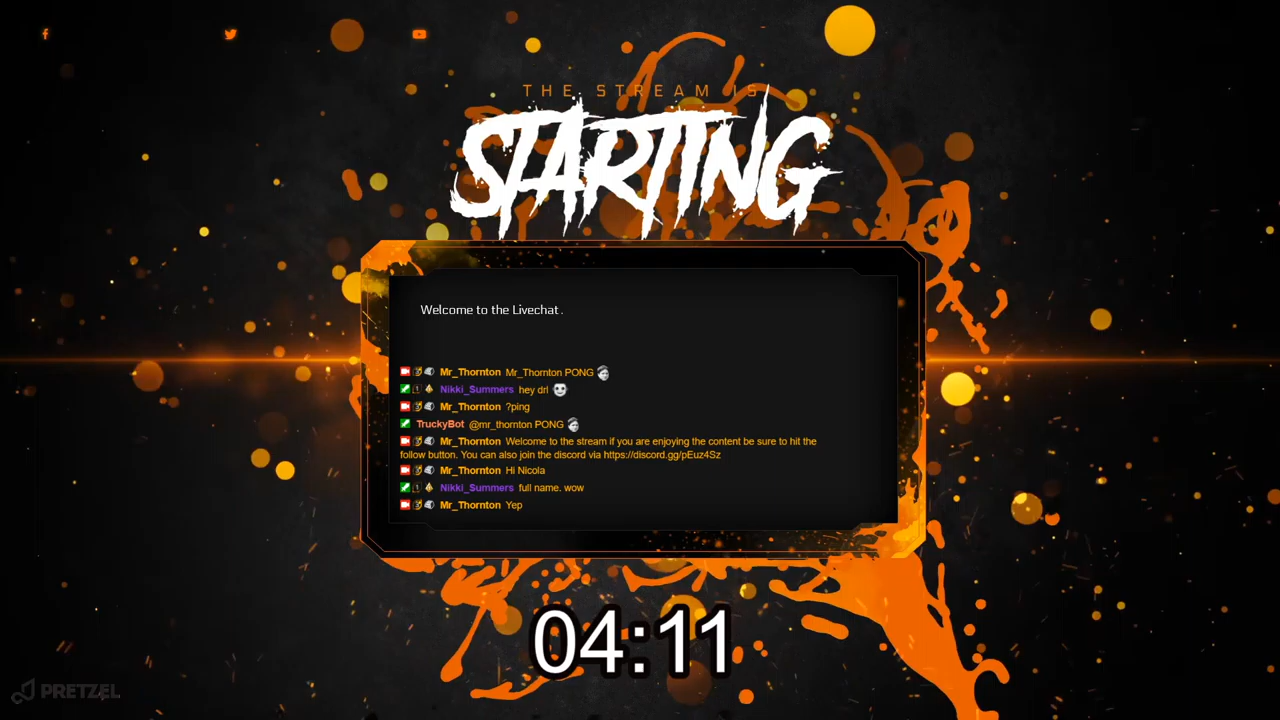 THE STREAM IS
STARTING
Welcome to the Livechat.
Mr_Thornton Mr_Thornton PONG
Nikki_Summers hey drl
Mr_Thornton ?ping
TruckyBot @mr_thornton PONG
Mr_Thornton Welcome to the stream if you are enjoying the content be sure to hit the
follow button. You can also join the discord via https://discord.gg/pEuz4Sz
Mr_Thornton Hi Nicola
Nikki_Summers full name. wow
Mr_Thornton Yep
04:11
PRETZEL